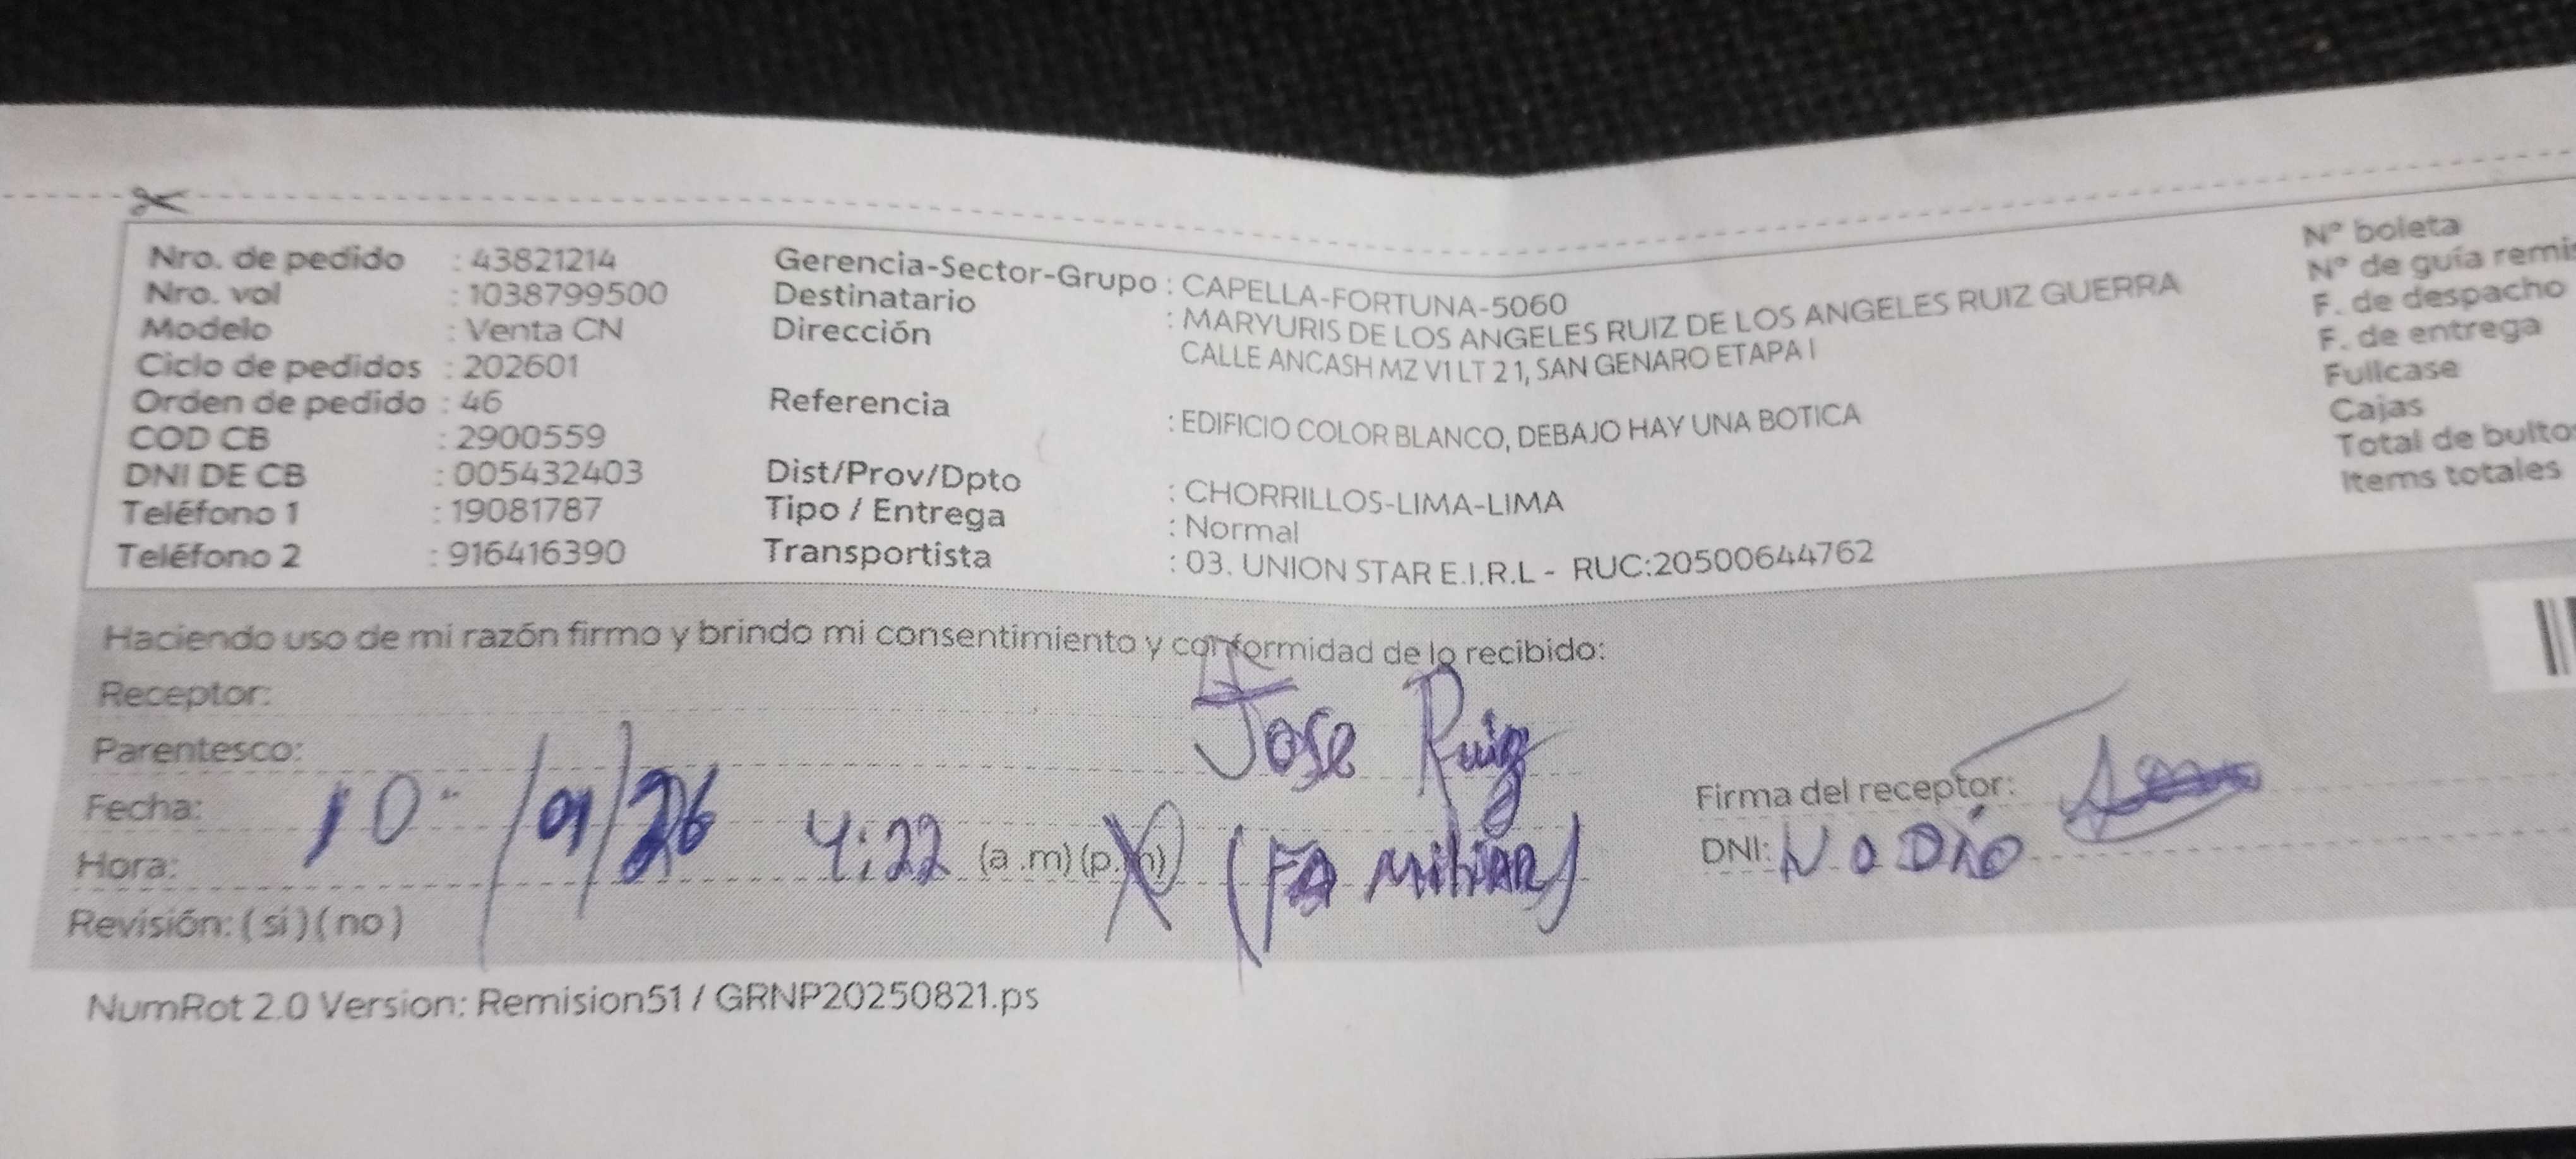 Nro. de pedido : 43821214
Nro. vol : 1038799500
Modelo : Venta CN
Ciclo de pedidos : 202601
Orden de pedido : 46
COD CB : 2900559
DNI DE CB : 005432403
Teléfono 1 : 19081787
Teléfono 2 : 916416390
Gerencia-Sector-Grupo : CAPELLA-FORTUNA-5060
Destinatario : MARYURIS DE LOS ANGELES RUIZ DE LOS ANGELES RUIZ GUERRA
Dirección CALLE ANCASH MZ V1 LT 21, SAN GENARO ETAPA I
Referencia : EDIFICIO COLOR BLANCO, DEBAJO HAY UNA BOTICA
Dist/Prov/Dpto : CHORRILLOS-LIMA-LIMA
Tipo / Entrega : Normal
Transportista : 03. UNION STAR E.I.R.L - RUC:20500644762
N° boleta
N° de guía remis
F. de despacho
F. de entrega
Fullcase
Cajas
Total de bulto
Items totales
Haciendo uso de mi razón firmo y brindo mi consentimiento y conformidad de lo recibido:
Receptor: Jose Ruiz
Parentesco: (FAMiliAR)
Fecha: 10 /01/26
Hora: 4:22 (a .m) (p.m)
Revisión: ( si ) ( no )
Firma del receptor:
DNI: NO DIO
NumRot 2.0 Version: Remision51 / GRNP20250821.ps